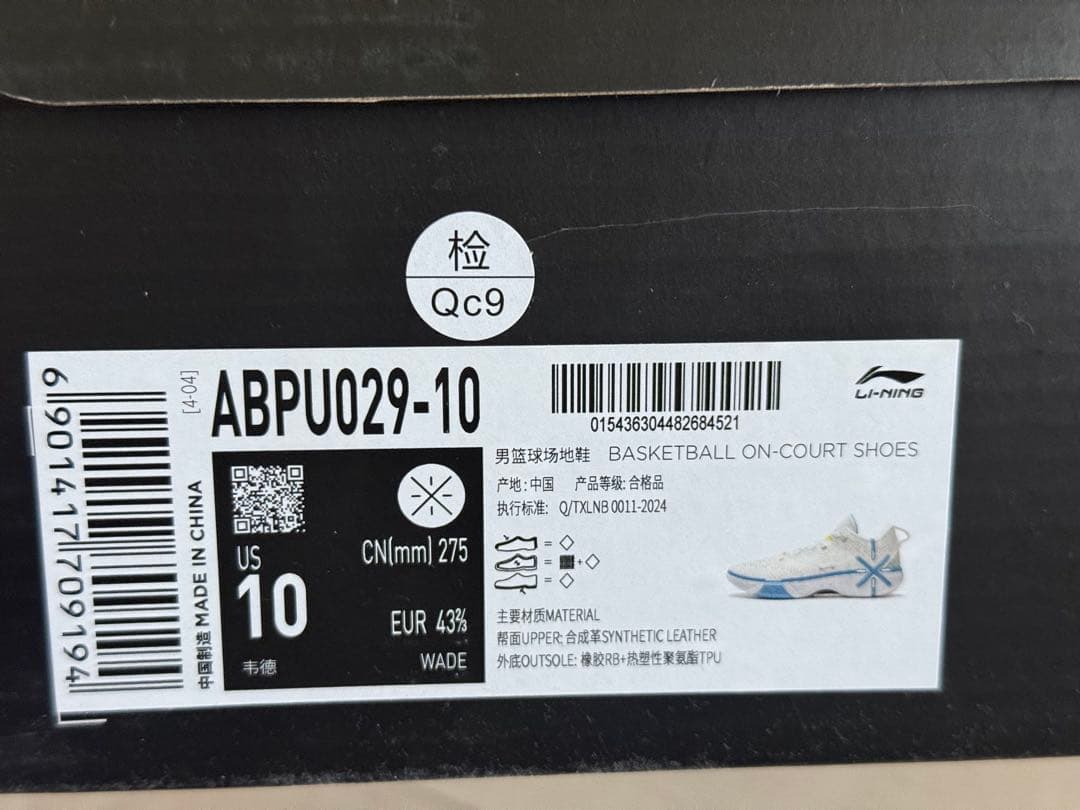 检
Qc9
6 901417 709194
中国制造 MADE IN CHINA
[4-04]
ABPU029-10
015436304482684521
LI-NING
男篮球场地鞋 BASKETBALL ON-COURT SHOES
产地:中国 产品等级:合格品
执行标准: Q/TXLNB 0011-2024
US
10
韦德
CN(mm) 275
EUR 43⅔
WADE
主要材质MATERIAL
帮面UPPER: 合成革SYNTHETIC LEATHER
外底OUTSOLE: 橡胶RB+热塑性聚氨酯TPU